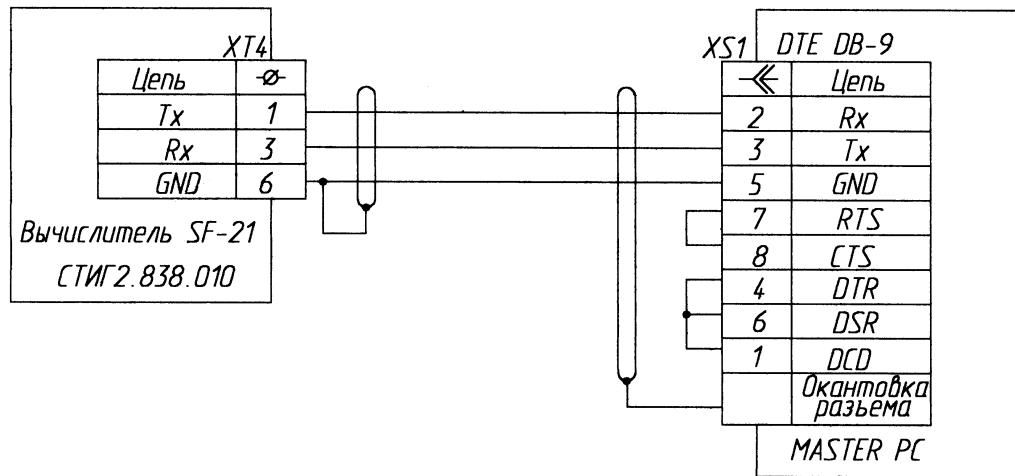 XT4
Цепь
Tx 1
Rx 3
GND 6
Вычислитель SF-21
СТИГ2.838.010
XS1 DTE DB-9
Цепь
2 Rx
3 Tx
5 GND
7 RTS
8 CTS
4 DTR
6 DSR
1 DCD
Окантовка
разъема
MASTER PC